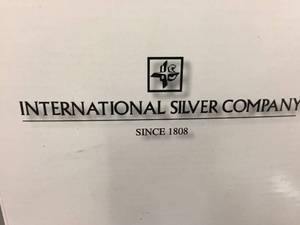 INTERNATIONAL SILVER COMPANY
SINCE 1808